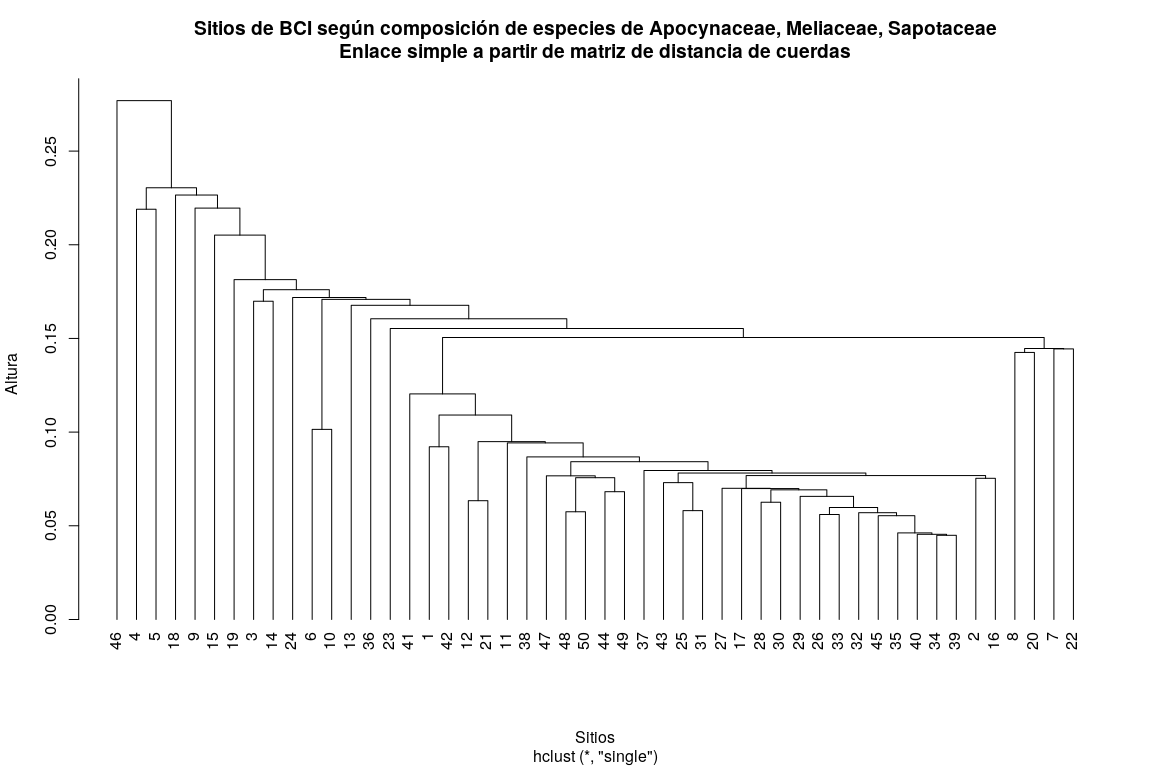 Sitios de BCI según composición de especies de Apocynaceae, Meliaceae, Sapotaceae
Enlace simple a partir de matriz de distancia de cuerdas
Altura
0.25
0.20
0.15
0.10
0.05
0.00
46 4 5 18 9 15 19 3 14 24 6 10 13 36 23 41 1 42 12 21 11 38 47 48 50 44 49 37 43 25 31 27 17 28 30 29 26 33 32 45 35 40 34 39 2 16 8 20 7 22
Sitios
hclust (*, "single")